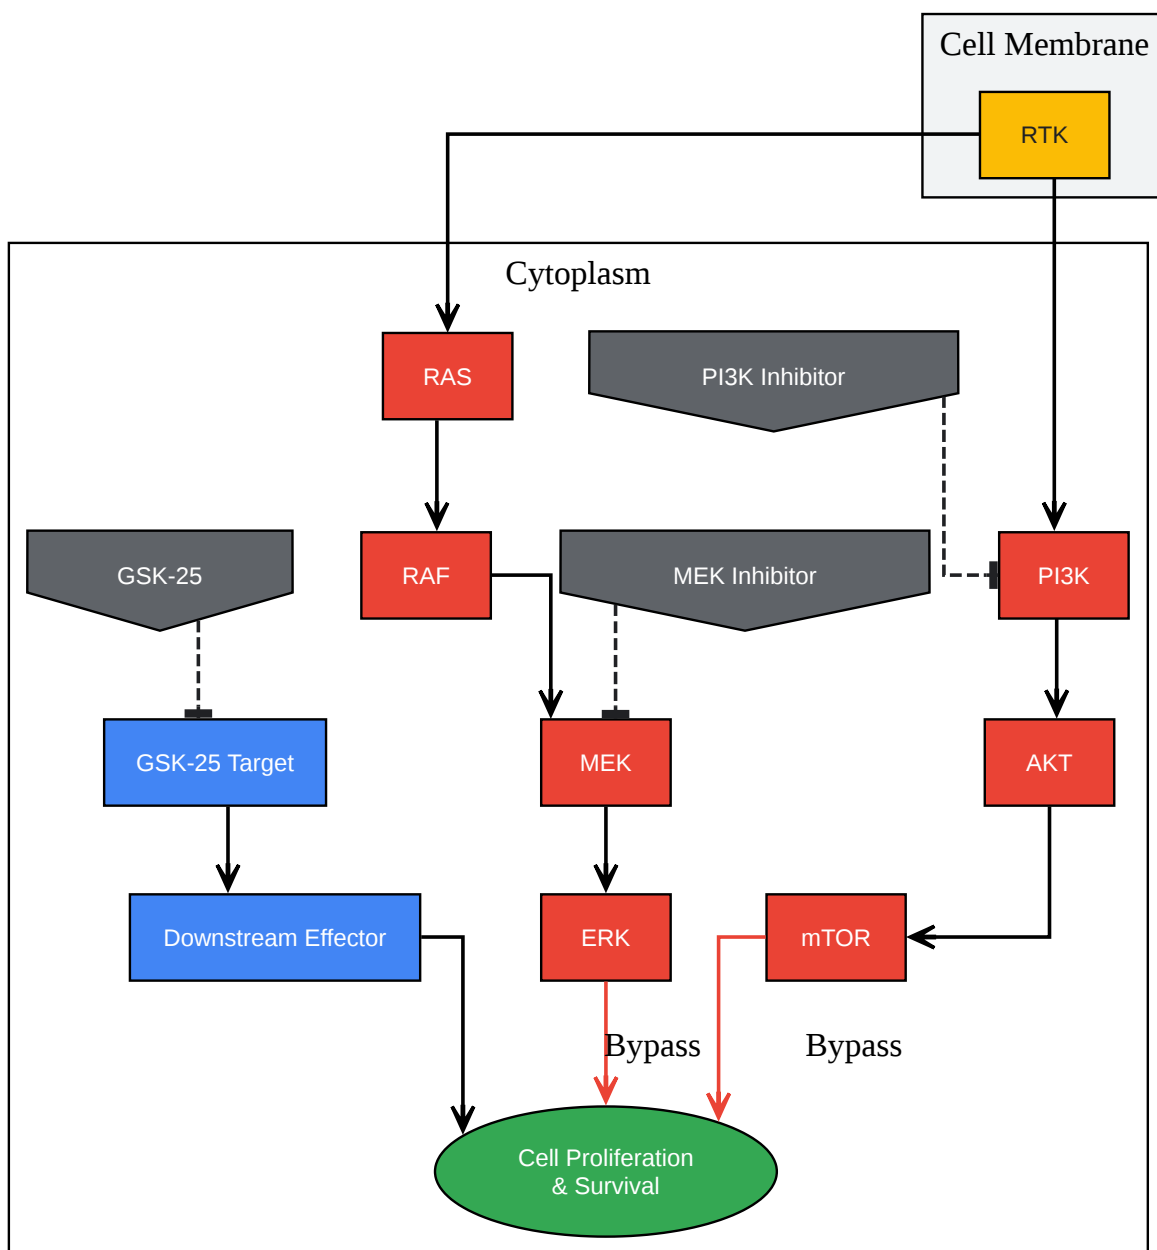 Cell Membrane
RTK
Cytoplasm
RAS
PI3K Inhibitor
GSK-25
RAF
MEK Inhibitor
PI3K
GSK-25 Target
MEK
AKT
Downstream Effector
ERK
mTOR
Bypass
Bypass
Cell Proliferation
& Survival